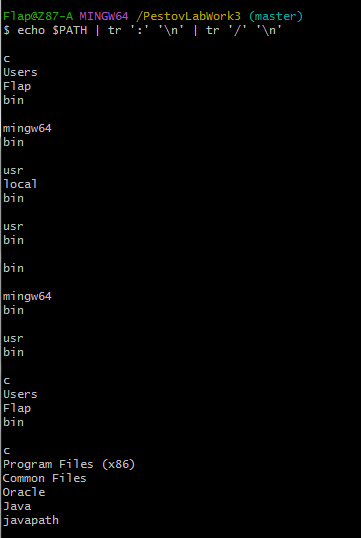 Flap@Z87-A MINGW64 /PestovLabWork3 (master)
$ echo $PATH | tr ':' '\n' | tr '/' '\n'

c
Users
Flap
bin

mingw64
bin

usr
local
bin

usr
bin

bin

mingw64
bin

usr
bin

c
Users
Flap
bin

c
Program Files (x86)
Common Files
Oracle
Java
javapath